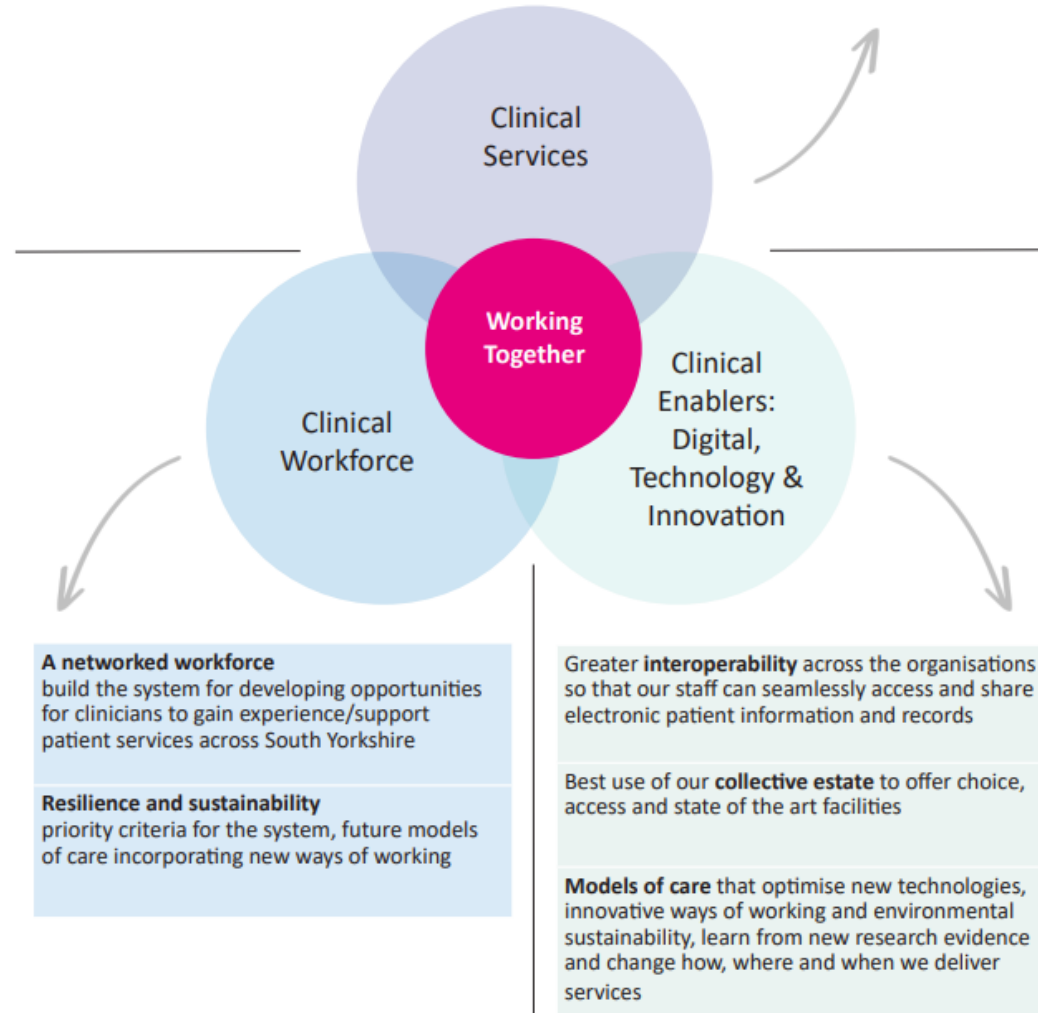 Clinical
Services
Working
Together
Clinical
Workforce
Clinical
Enablers:
Digital,
Technology &
Innovation
A networked workforce
build the system for developing opportunities
for clinicians to gain experience/support
patient services across South Yorkshire
Resilience and sustainability
priority criteria for the system, future models
of care incorporating new ways of working
Greater interoperability across the organisations
so that our staff can seamlessly access and share
electronic patient information and records
Best use of our collective estate to offer choice,
access and state of the art facilities
Models of care that optimise new technologies,
innovative ways of working and environmental
sustainability, learn from new research evidence
and change how, where and when we deliver
services